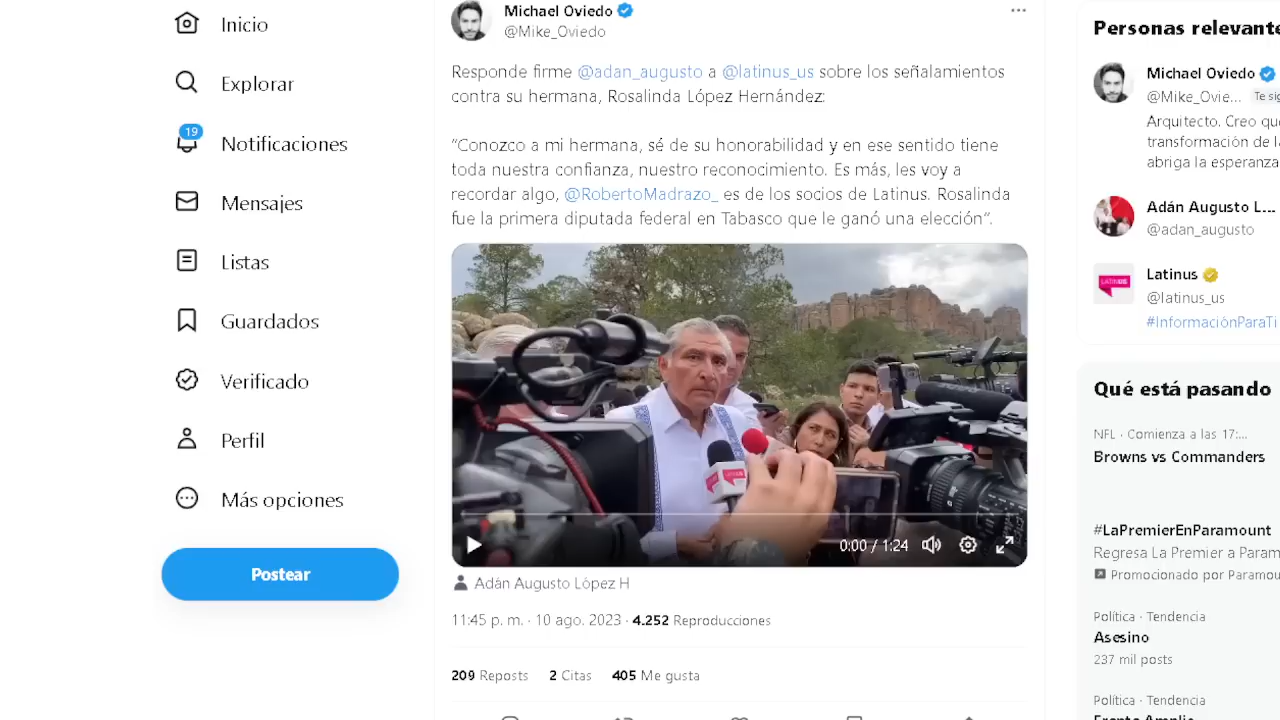 Inicio
Explorar
19
Notificaciones
Mensajes
Listas
Guardados
Verificado
Perfil
Más opciones
Postear
Michael Oviedo
@Mike_Oviedo
Responde firme @adan_augusto a @latinus_us sobre los señalamientos
contra su hermana, Rosalinda López Hernández:
“Conozco a mi hermana, sé de su honorabilidad y en ese sentido tiene
toda nuestra confianza, nuestro reconocimiento. Es más, les voy a
recordar algo, @RobertoMadrazo_ es de los socios de Latinus. Rosalinda
fue la primera diputada federal en Tabasco que le ganó una elección”.
LATINUS
0:00 / 1:24
Adán Augusto López H
11:45 p. m. · 10 ago. 2023 · 4.252 Reproducciones
209 Reposts 2 Citas 405 Me gusta
Personas relevante
Michael Oviedo
@Mike_Ovie... Te sig
Arquitecto. Creo que
transformación de la
abriga la esperanza
Adán Augusto L...
@adan_augusto
LATINUS
Latinus
@latinus_us
#InformaciónParaTi
Qué está pasando
NFL · Comienza a las 17:...
Browns vs Commanders
#LaPremierEnParamount
Regresa La Premier a Param
Promocionado por Paramou
Política · Tendencia
Asesino
237 mil posts
Política · Tendencia
Frente Amplio